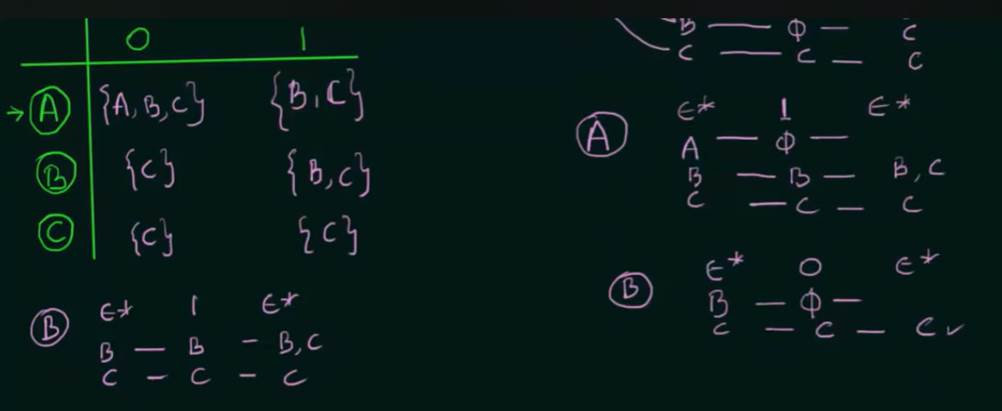 0 1
→ A {A,B,C} {B,C}
B {C} {B,C}
C {C} {C}
B ∈* 1 ∈*
B — B — B,C
C — C — C
B — Φ — C
C — C — C
A ∈* 1 ∈*
A — Φ —
B — B — B,C
C — C — C
B ∈* 0 ∈*
B — Φ —
C — C — C ✓